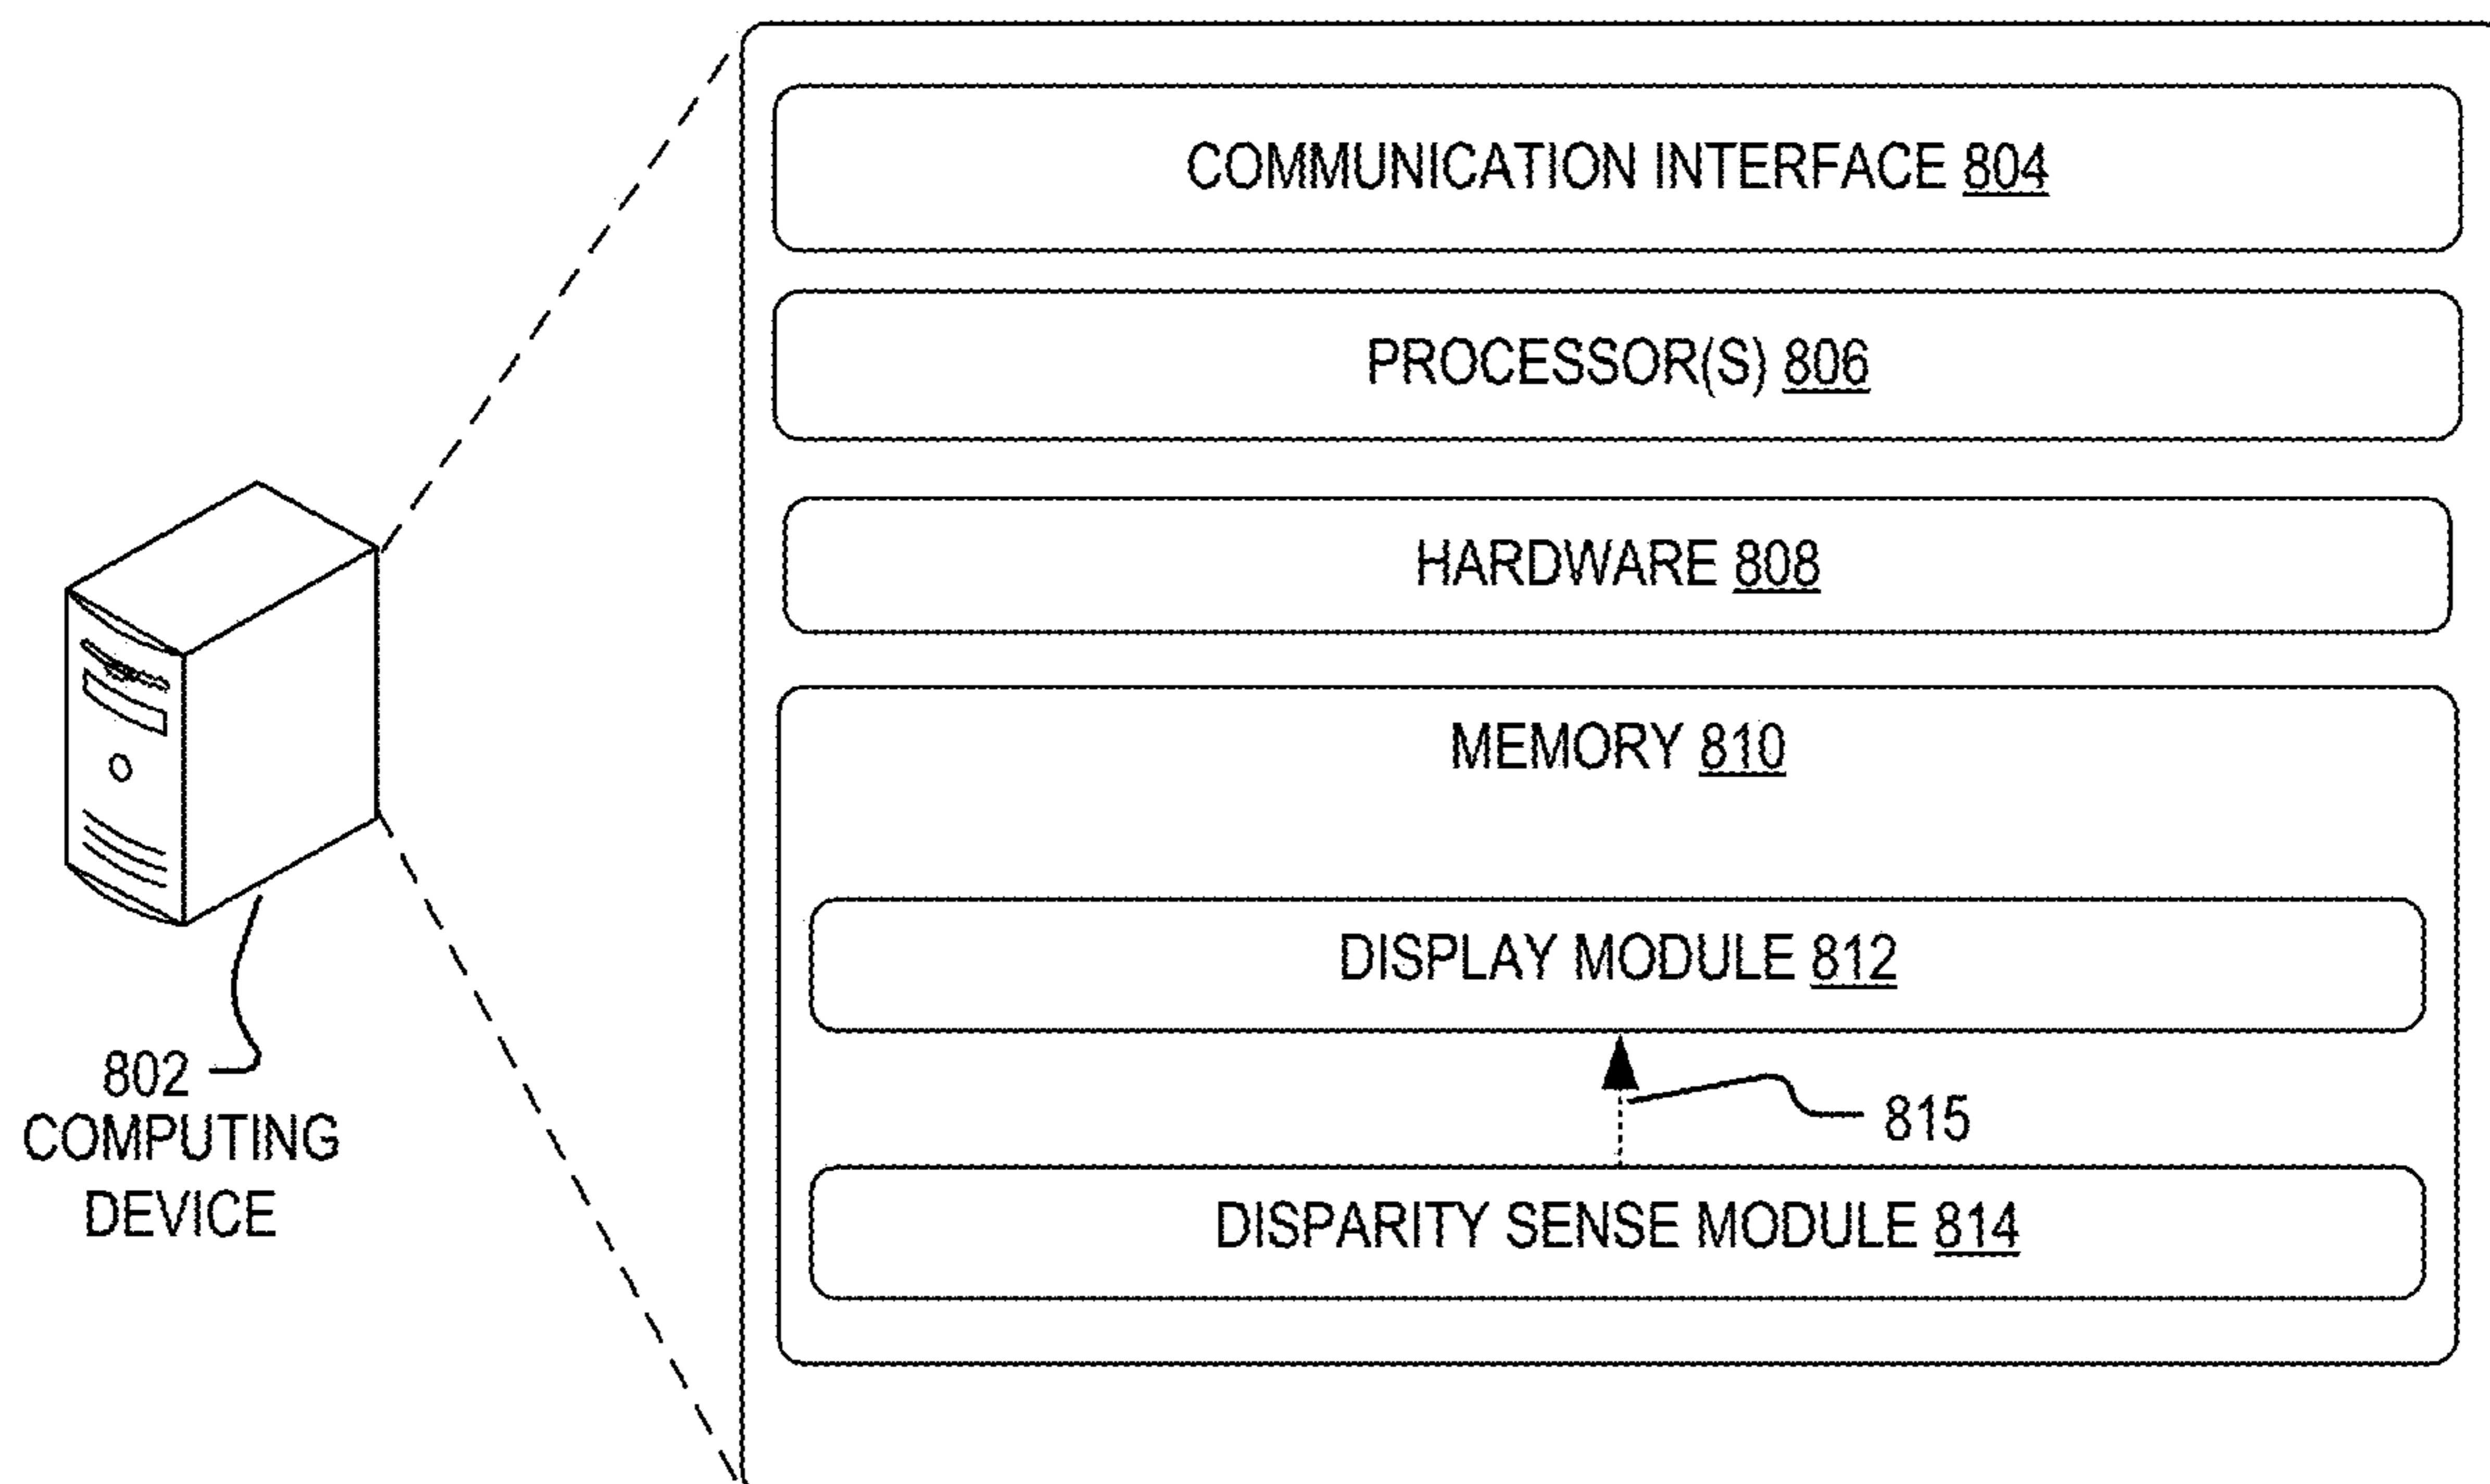 COMMUNICATION INTERFACE 804
PROCESSOR(S) 806
HARDWARE 808
MEMORY 810
DISPLAY MODULE 812
815
DISPARITY SENSE MODULE 814
802
COMPUTING
DEVICE